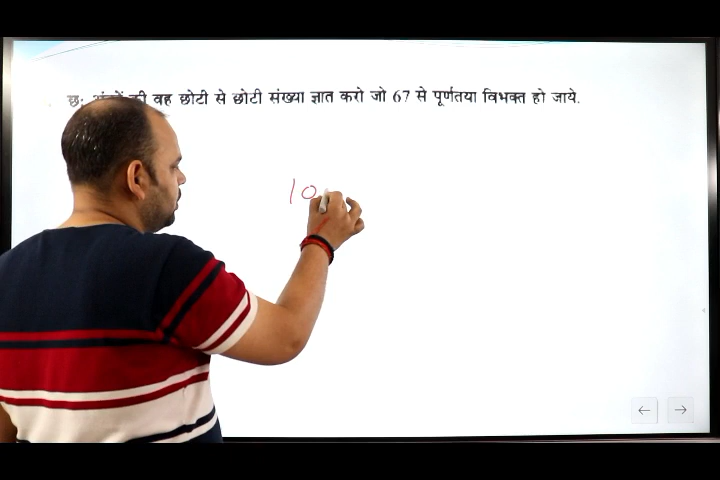 छ: की वह छोटी से छोटी संख्या ज्ञात करो जो 67 से पूर्णतया विभक्त हो जाये.
10